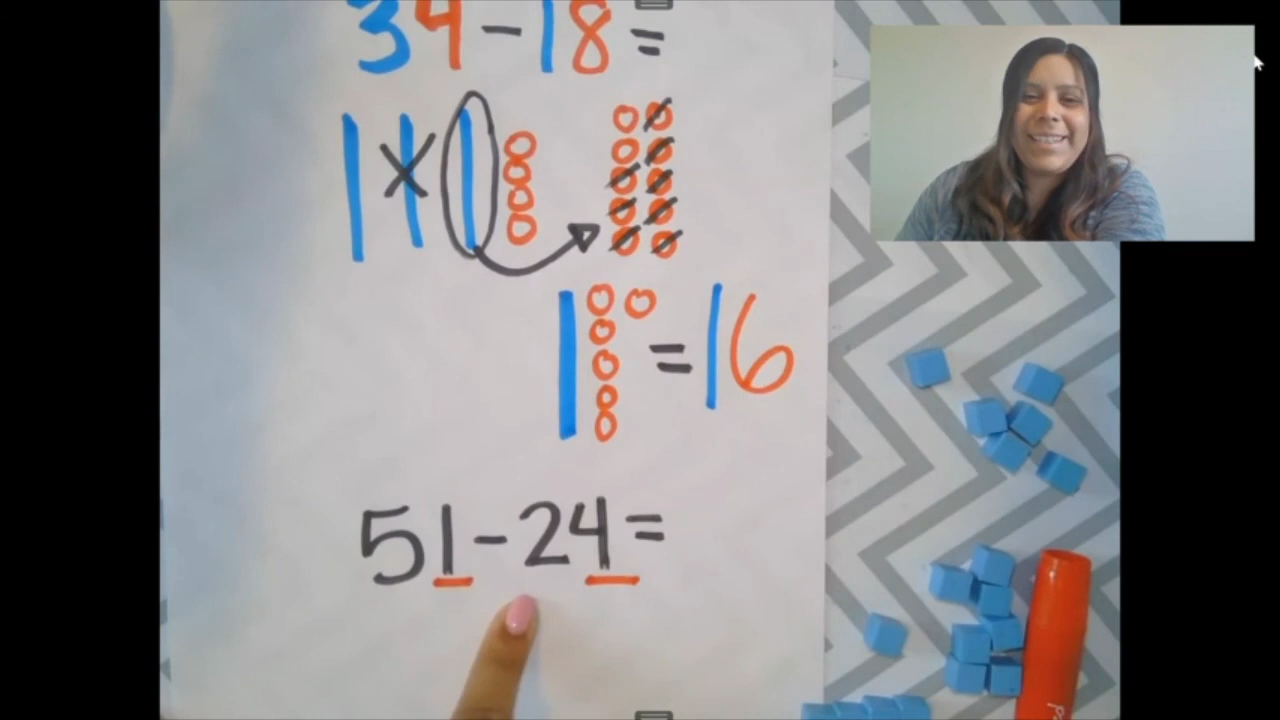 34-18=
=16
51-24=